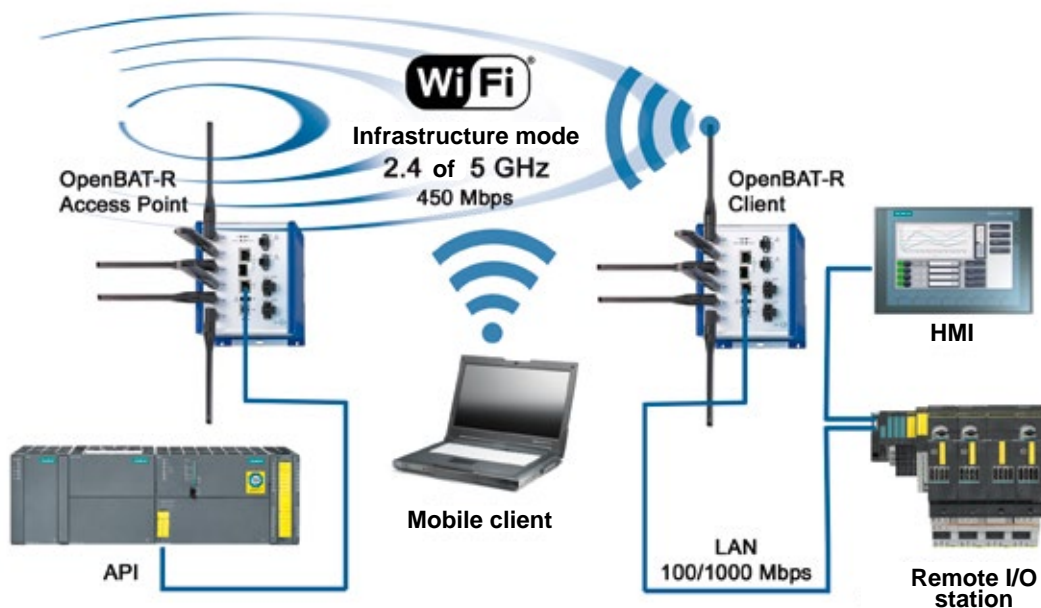 WiFi®
Infrastructure mode
2.4 of 5 GHz
450 Mbps
OpenBAT-R
Access Point
OpenBAT-R
Client
HMI
Mobile client
API
LAN
100/1000 Mbps
Remote I/O
station